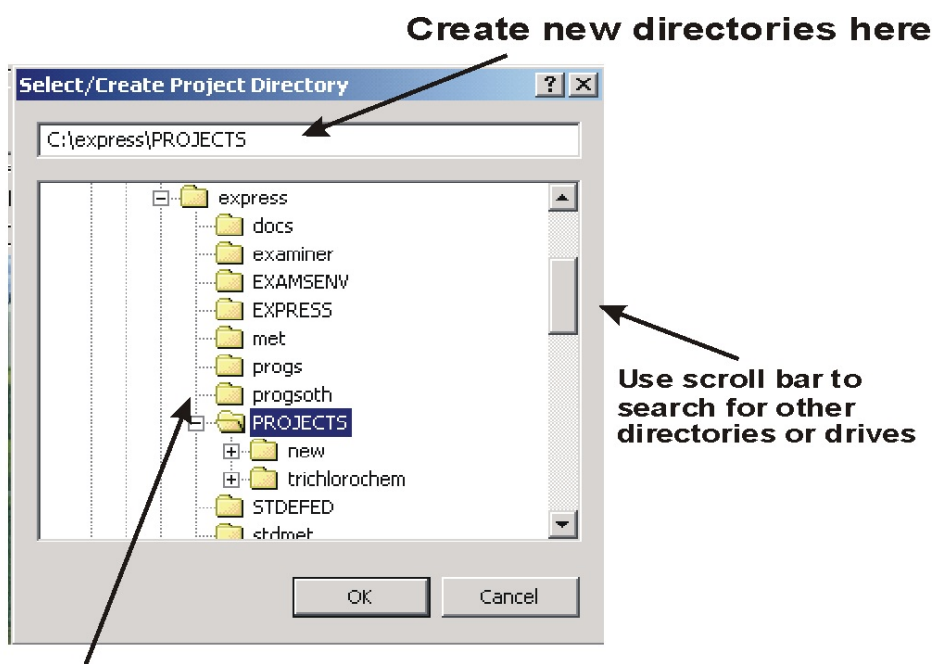 Create new directories here
Select/Create Project Directory
C:\express\PROJECTS
express
docs
examiner
EXAMSENV
EXPRESS
met
progs
progsoth
PROJECTS
new
trichlorochem
STDEFED
stdmet
Use scroll bar to
search for other
directories or drives
OK Cancel